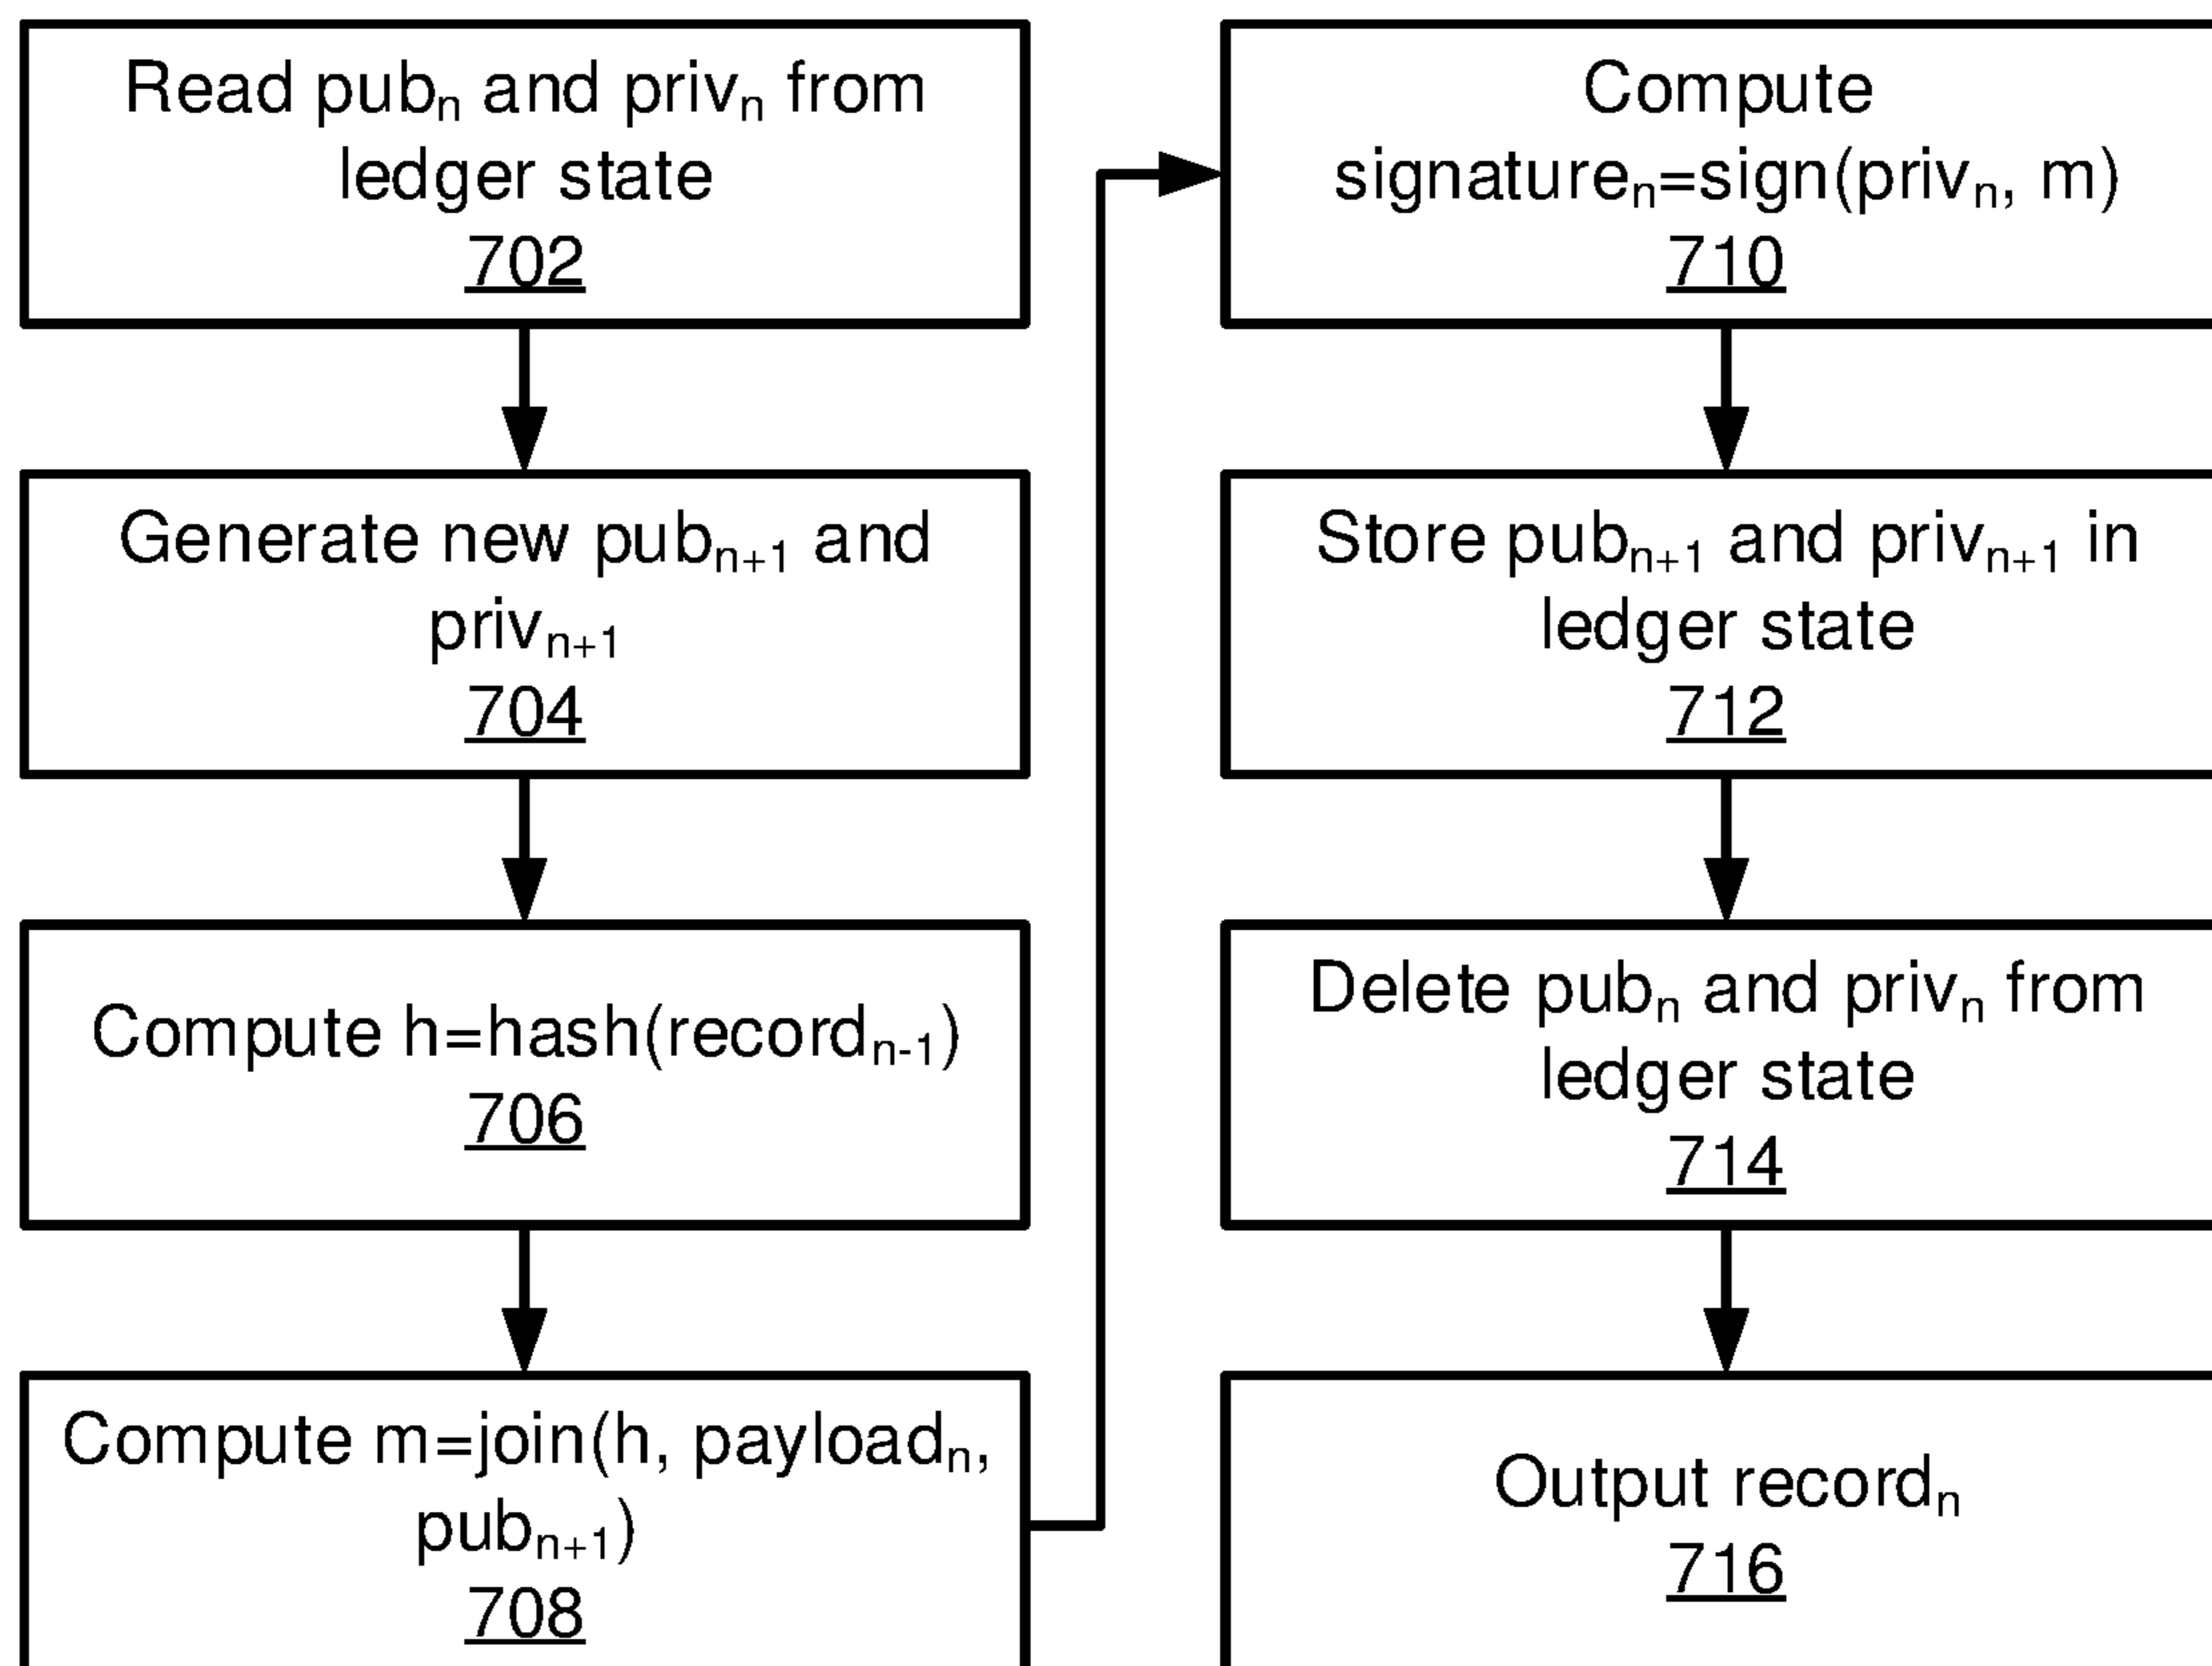 Read pubₙ and privₙ from
ledger state
702
Generate new pubₙ₊₁ and
privₙ₊₁
704
Compute h=hash(recordₙ₋₁)
706
Compute m=join(h, payloadₙ,
pubₙ₊₁)
708
Compute
signatureₙ=sign(privₙ, m)
710
Store pubₙ₊₁ and privₙ₊₁ in
ledger state
712
Delete pubₙ and privₙ from
ledger state
714
Output recordₙ
716